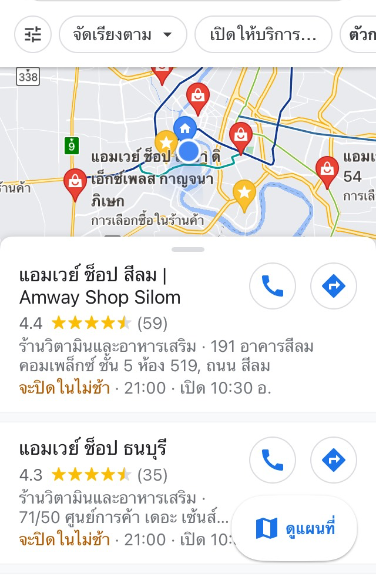 จัดเรียงตาม
เปิดให้บริการ...
ตัวก
338
9
แอมเวย์ ช็อป
ดิ
แอมเ
เอ็กซ์เพลส กาญจนา
54
ร้านค้า
ภิเษก
การเลื
การเลือกซื้อในร้านค้า
แอมเวย์ ช็อป สีลม |
Amway Shop Silom
4.4 (59)
ร้านวิตามินและอาหารเสริม · 191 อาคารสีลม
คอมเพล็กซ์ ชั้น 5 ห้อง 519, ถนน สีลม
จะปิดในไม่ช้า · 21:00 · เปิด 10:30 อ.
แอมเวย์ ช็อป ธนบุรี
4.3 (35)
ร้านวิตามินและอาหารเสริม ·
71/50 ศูนย์การค้า เดอะ เซ้นส์...
จะปิดในไม่ช้า · 21:00 · เปิด 10:
ดูแผนที่